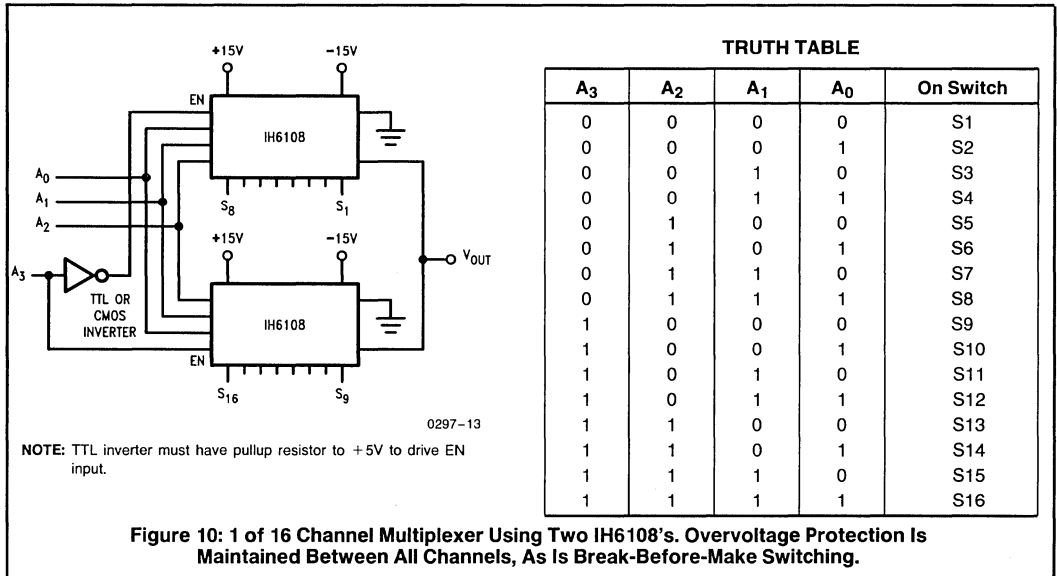 +15V
-15V
EN
IH6108
A0
A1
A2
S8
S1
+15V
-15V
A3
VOUT
TTL OR
CMOS
INVERTER
IH6108
EN
S16
S9
0297-13
NOTE: TTL inverter must have pullup resistor to +5V to drive EN
input.
TRUTH TABLE
A3 A2 A1 A0 On Switch
0 0 0 0 S1
0 0 0 1 S2
0 0 1 0 S3
0 0 1 1 S4
0 1 0 0 S5
0 1 0 1 S6
0 1 1 0 S7
0 1 1 1 S8
1 0 0 0 S9
1 0 0 1 S10
1 0 1 0 S11
1 0 1 1 S12
1 1 0 0 S13
1 1 0 1 S14
1 1 1 0 S15
1 1 1 1 S16
Figure 10: 1 of 16 Channel Multiplexer Using Two IH6108's. Overvoltage Protection Is
Maintained Between All Channels, As Is Break-Before-Make Switching.